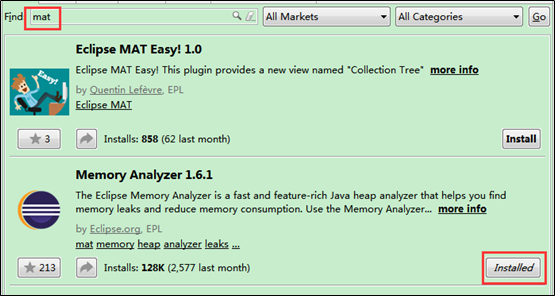 Find: mat All Markets All Categories Go
Eclipse MAT Easy! 1.0
Easy!
Eclipse MAT Easy! This plugin provides a new view named "Collection Tree" more info
by Quentin Lefèvre, EPL
Eclipse MAT
3 Installs: 858 (62 last month) Install
Memory Analyzer 1.6.1
The Eclipse Memory Analyzer is a fast and feature-rich Java heap analyzer that helps you find
memory leaks and reduce memory consumption. Use the Memory Analyzer... more info
by Eclipse.org, EPL
mat memory heap analyzer leaks ...
213 Installs: 128K (2,577 last month) Installed